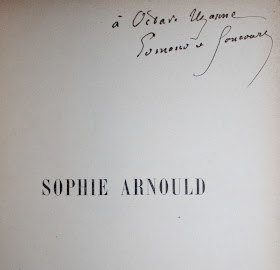 à Octave Uzanne
Edmond de Goncourt
SOPHIE ARNOULD